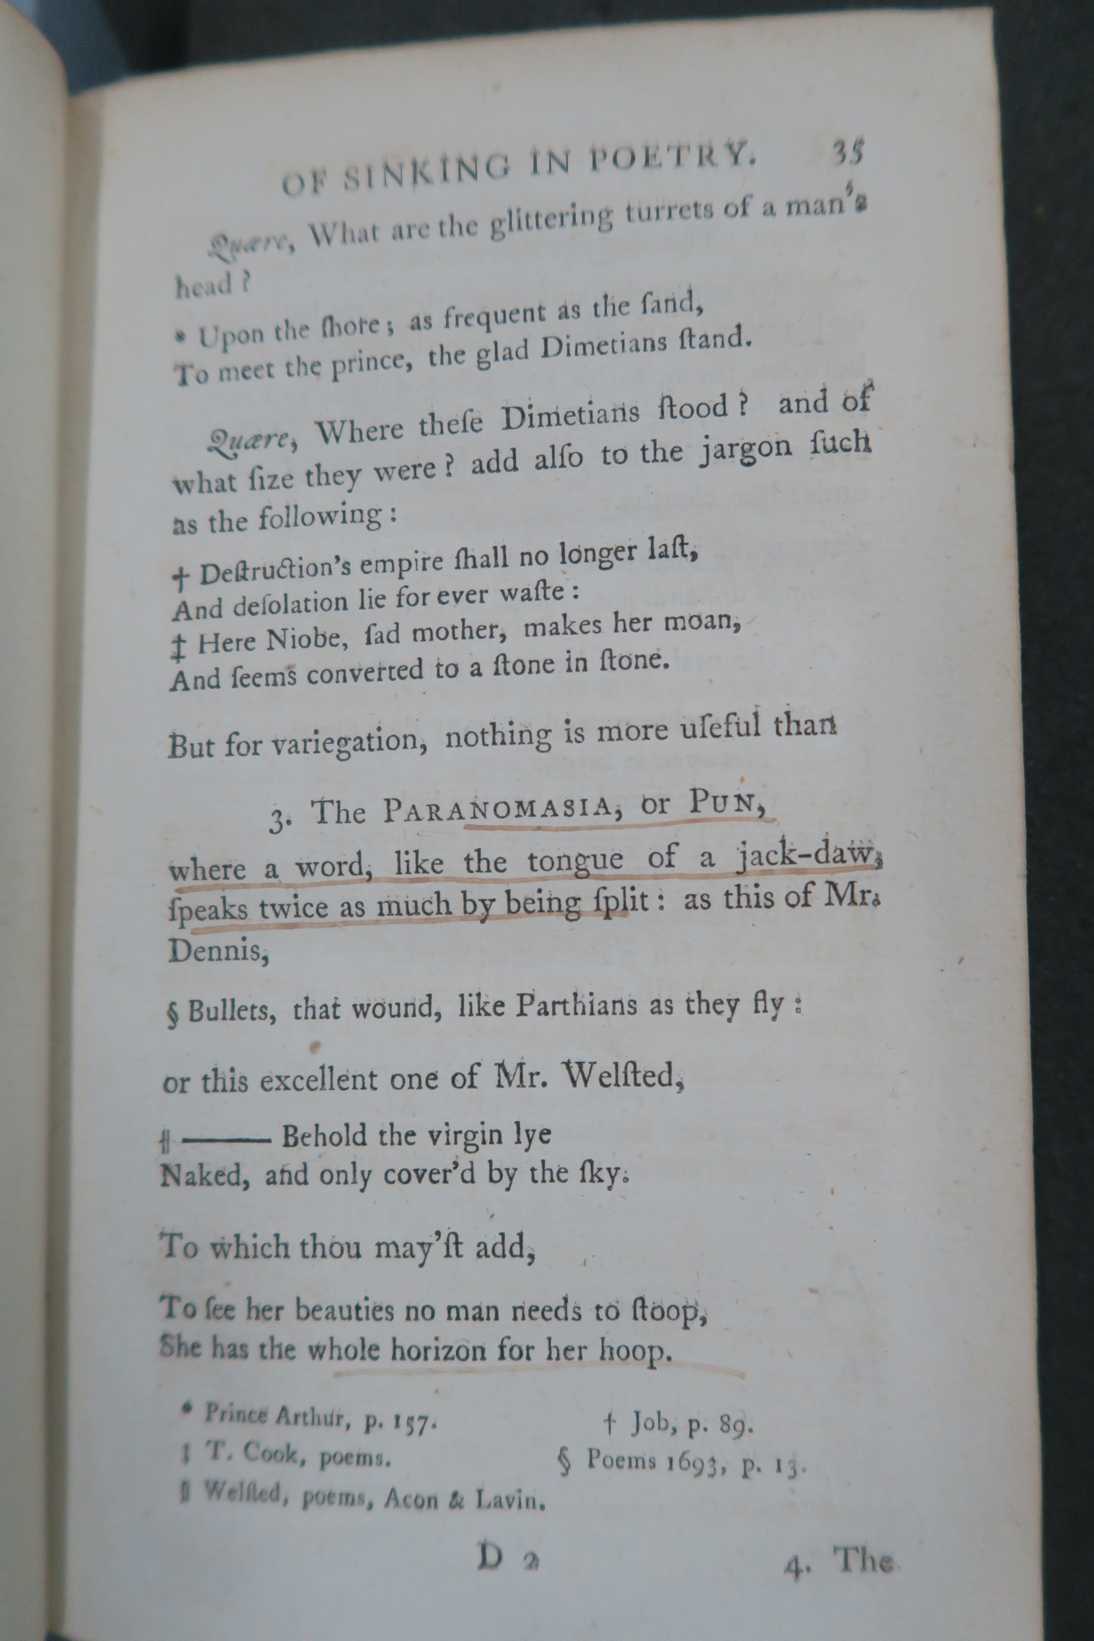 OF SINKING IN POETRY. 35
Quære, What are the glittering turrets of a man's
head?
* Upon the ſhore; as frequent as the ſand,
To meet the prince, the glad Dimetians ſtand.
Quære, Where theſe Dimetians ſtood? and of
what ſize they were? add alſo to the jargon ſuch
as the following:
† Deſtruction's empire ſhall no longer laſt,
And deſolation lie for ever waſte:
‡ Here Niobe, ſad mother, makes her moan,
And ſeems converted to a ſtone in ſtone.
But for variegation, nothing is more uſeful than
3. The PARANOMASIA, or PUN,
where a word, like the tongue of a jack-daw,
ſpeaks twice as much by being ſplit: as this of Mr.
Dennis,
§ Bullets, that wound, like Parthians as they fly:
or this excellent one of Mr. Welſted,
‖ —— Behold the virgin lye
Naked, and only cover'd by the ſky.
To which thou may'ſt add,
To ſee her beauties no man needs to ſtoop,
She has the whole horizon for her hoop.
* Prince Arthur, p. 157. † Job, p. 89.
‡ T. Cook, poems. § Poems 1693, p. 13.
‖ Welſted, poems, Acon & Lavin.
D 2 4. The